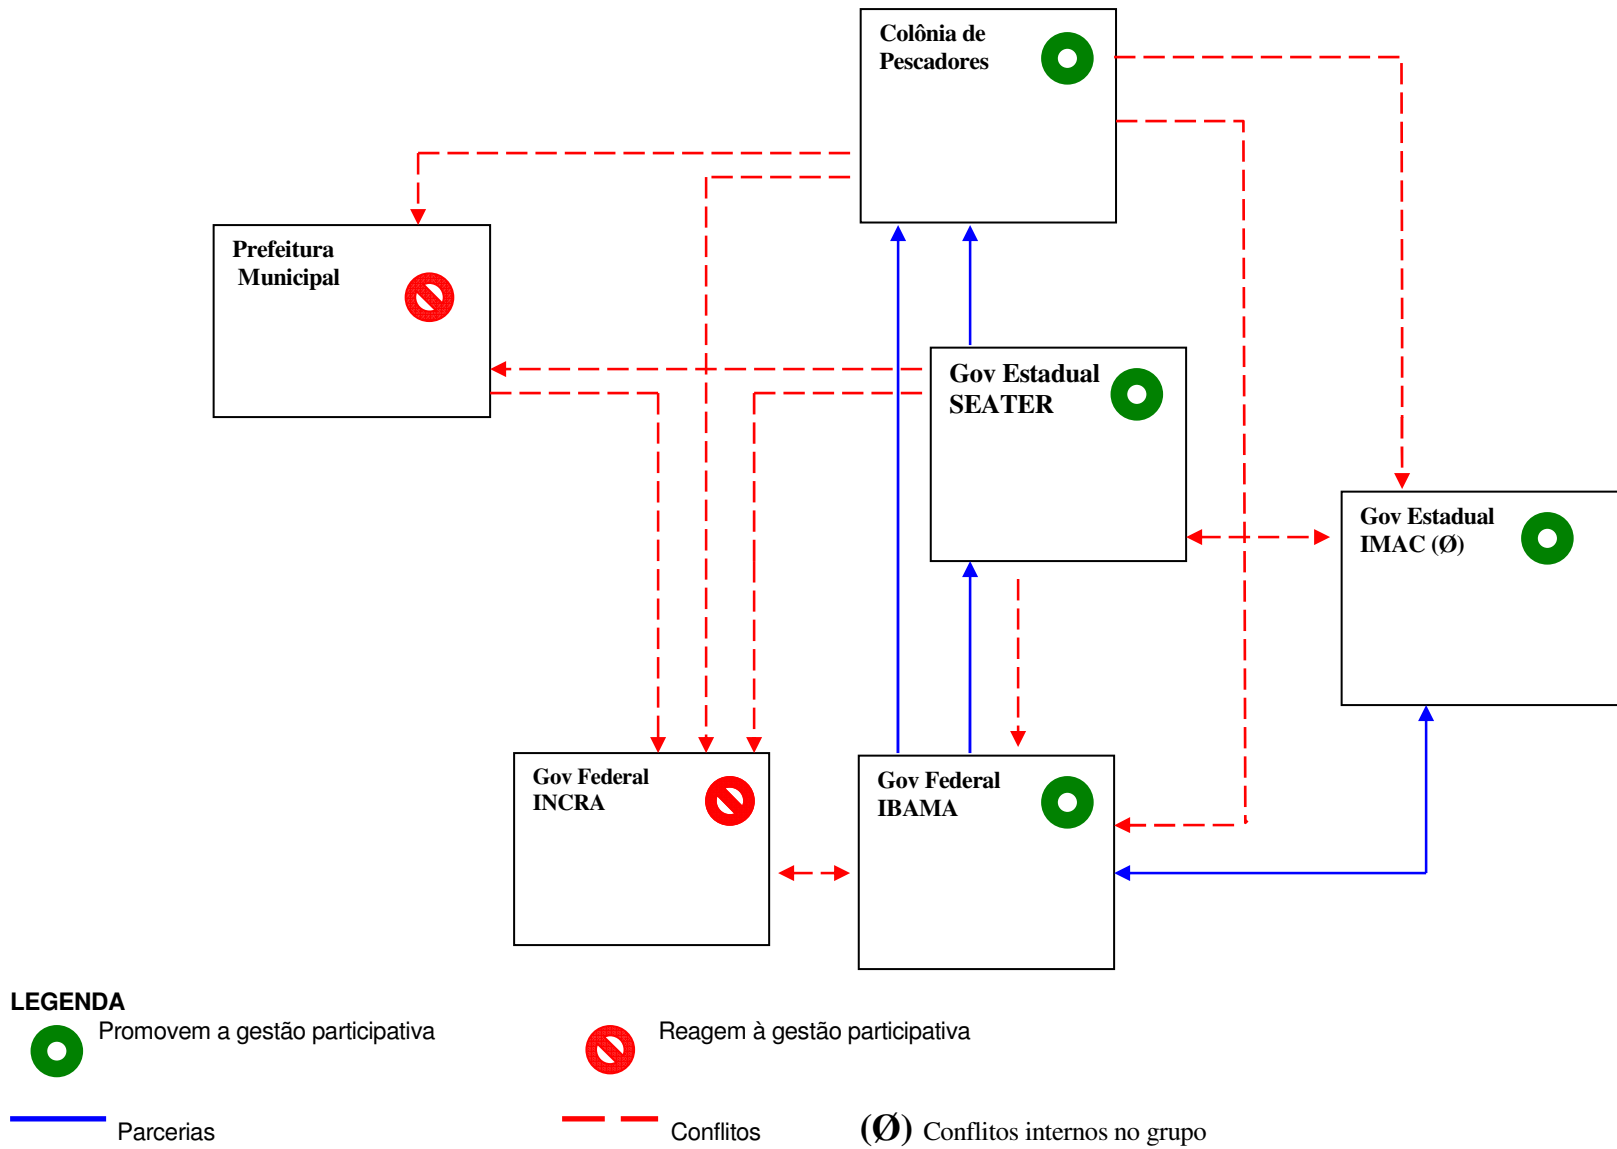 Colônia de
Pescadores
Prefeitura
Municipal
Gov Estadual
SEATER
Gov Estadual
IMAC (Ø)
Gov Federal
INCRA
Gov Federal
IBAMA
LEGENDA
Promovem a gestão participativa
Reagem à gestão participativa
Parcerias
Conflitos
(Ø) Conflitos internos no grupo